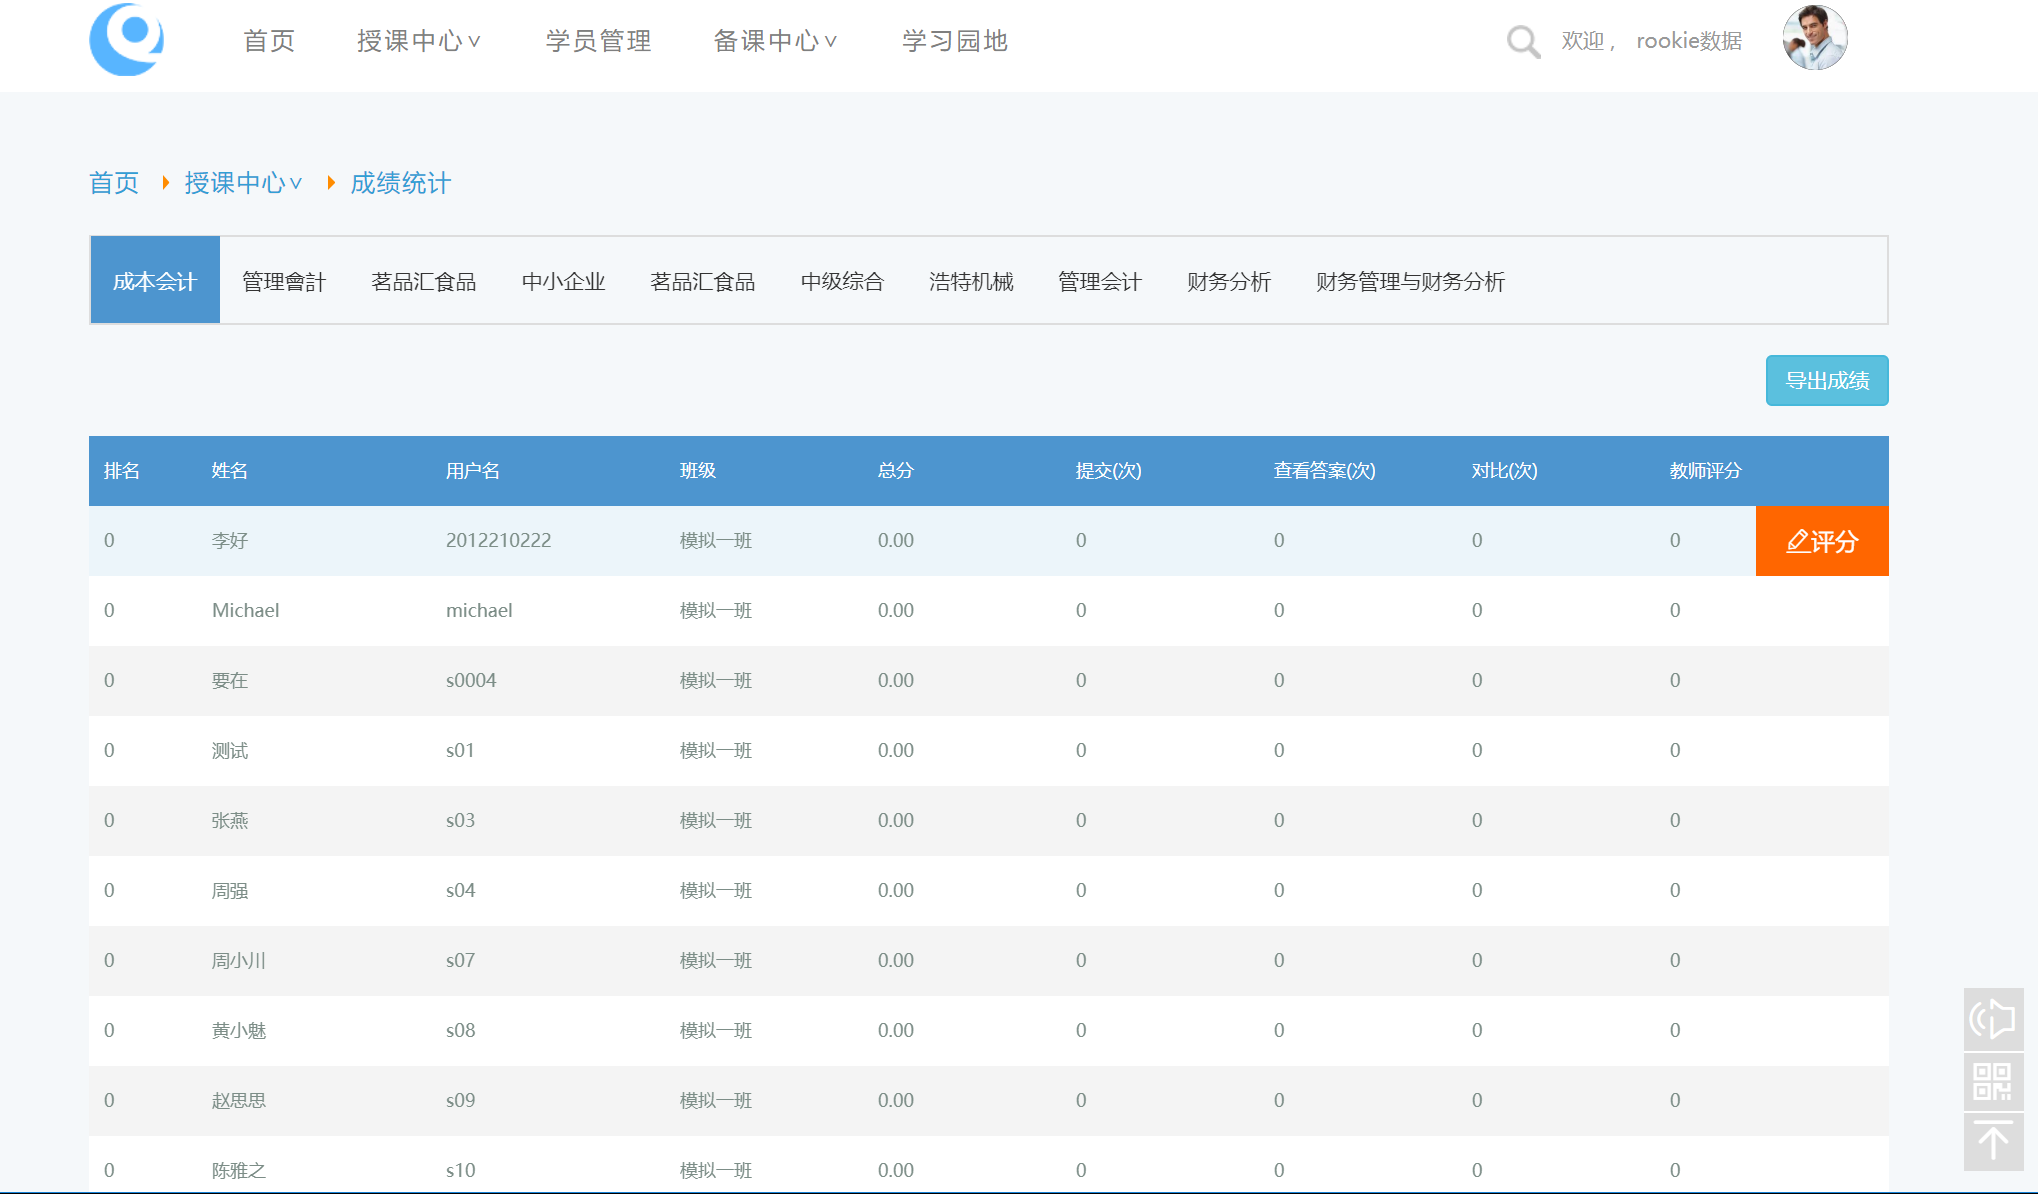 首页 授课中心∨ 学员管理 备课中心∨ 学习园地 欢迎， rookie数据
首页 授课中心∨ 成绩统计
成本会计 管理會計 茗品汇食品 中小企业 茗品汇食品 中级综合 浩特机械 管理会计 财务分析 财务管理与财务分析
导出成绩
排名 姓名 用户名 班级 总分 提交(次) 查看答案(次) 对比(次) 教师评分
0 李好 2012210222 模拟一班 0.00 0 0 0 0 评分
0 Michael michael 模拟一班 0.00 0 0 0 0
0 要在 s0004 模拟一班 0.00 0 0 0 0
0 测试 s01 模拟一班 0.00 0 0 0 0
0 张燕 s03 模拟一班 0.00 0 0 0 0
0 周强 s04 模拟一班 0.00 0 0 0 0
0 周小川 s07 模拟一班 0.00 0 0 0 0
0 黄小魅 s08 模拟一班 0.00 0 0 0 0
0 赵思思 s09 模拟一班 0.00 0 0 0 0
0 陈雅之 s10 模拟一班 0.00 0 0 0 0